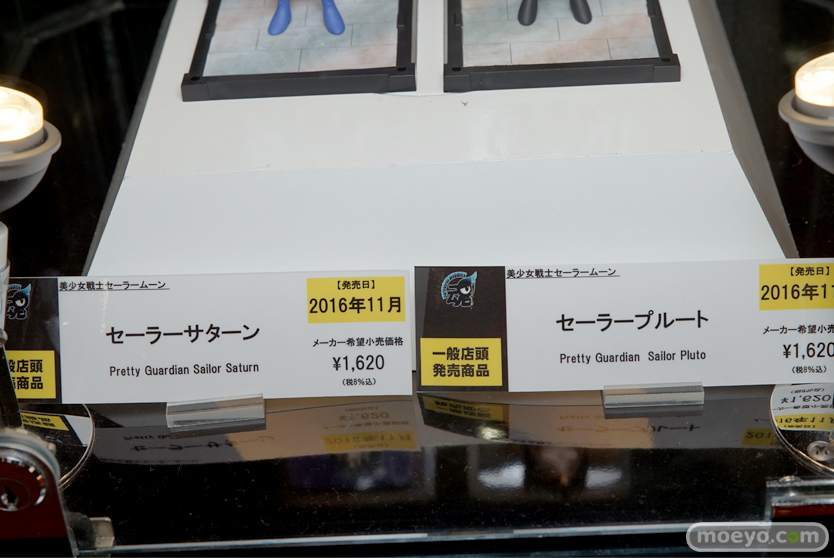 美少女戦士セーラームーン
セーラーサターン
Pretty Guardian Sailor Saturn
【発売日】
2016年11月
メーカー希望小売価格
¥1,620
(税8%込)
般店頭
売商品
魂
美少女戦士セーラームーン
セーラープルート
Pretty Guardian Sailor Pluto
一般店頭
発売商品
【発売日】
2016年11
メーカー希望小売価
¥1,620
(税8%込)
moeyo.com